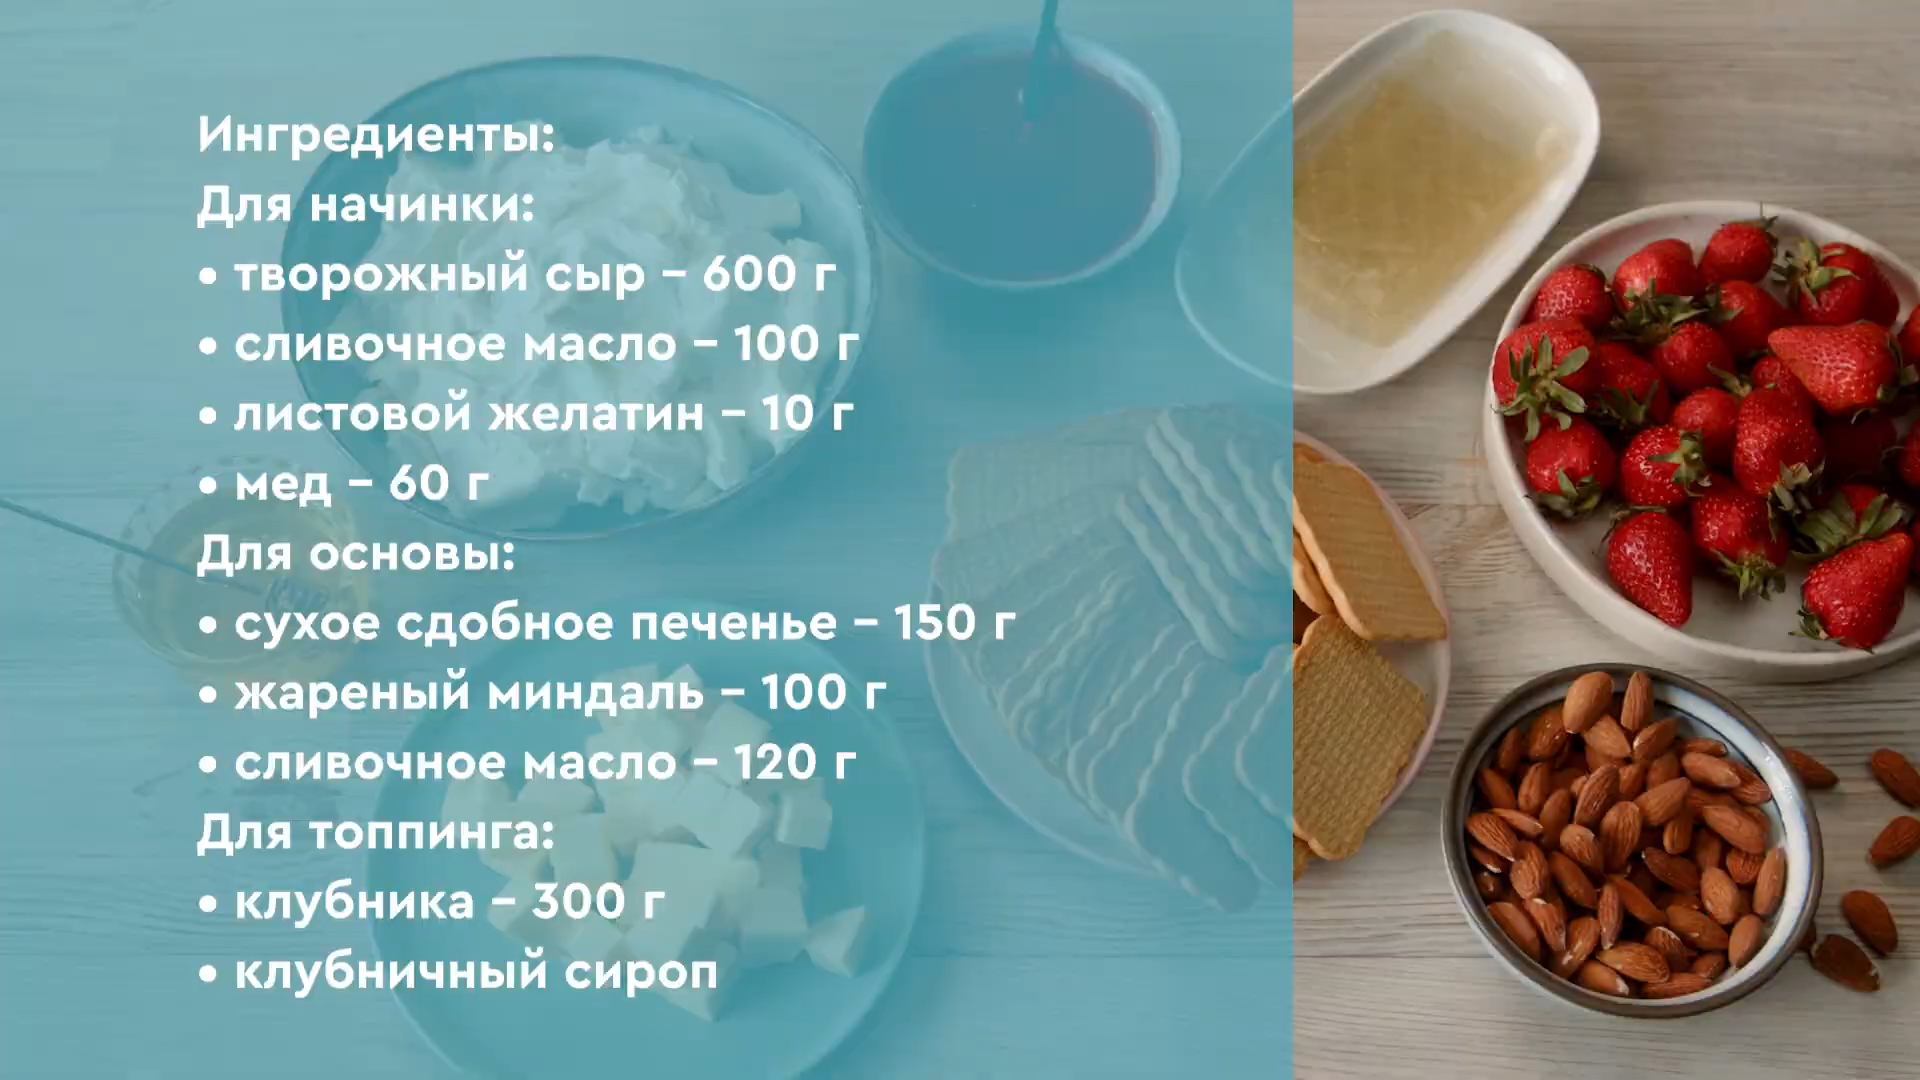 Ингредиенты:
Для начинки:
• творожный сыр – 600 г
• сливочное масло – 100 г
• листовой желатин – 10 г
• мед – 60 г
Для основы:
• сухое сдобное печенье – 150 г
• жареный миндаль – 100 г
• сливочное масло – 120 г
Для топпинга:
• клубника – 300 г
• клубничный сироп